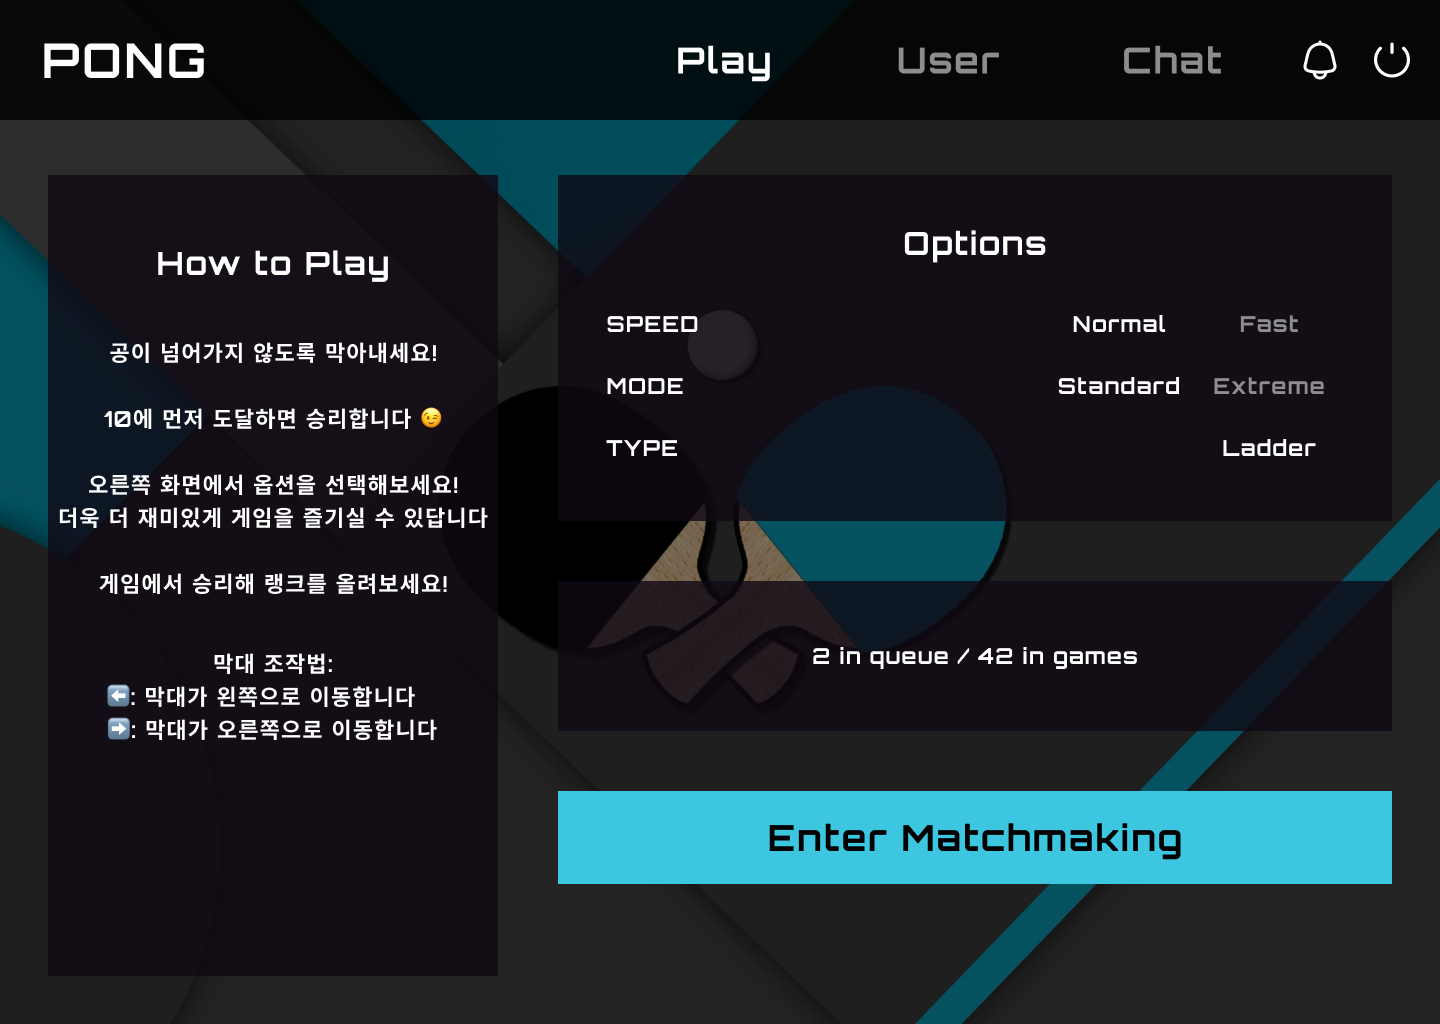 PONG
Play
User
Chat
How to Play
공이 넘어가지 않도록 막아내세요!
10에 먼저 도달하면 승리합니다 😉
오른쪽 화면에서 옵션을 선택해보세요!
더욱 더 재미있게 게임을 즐기실 수 있답니다
게임에서 승리해 랭크를 올려보세요!
막대 조작법:
⬅️: 막대가 왼쪽으로 이동합니다
➡️: 막대가 오른쪽으로 이동합니다
Options
SPEED Normal Fast
MODE Standard Extreme
TYPE Ladder
2 in queue / 42 in games
Enter Matchmaking